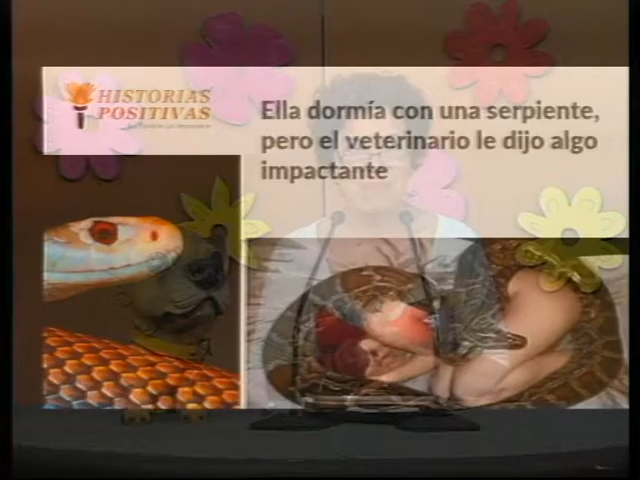 HISTORIAS
POSITIVAS
Ella dormía con una serpiente,
pero el veterinario le dijo algo
impactante